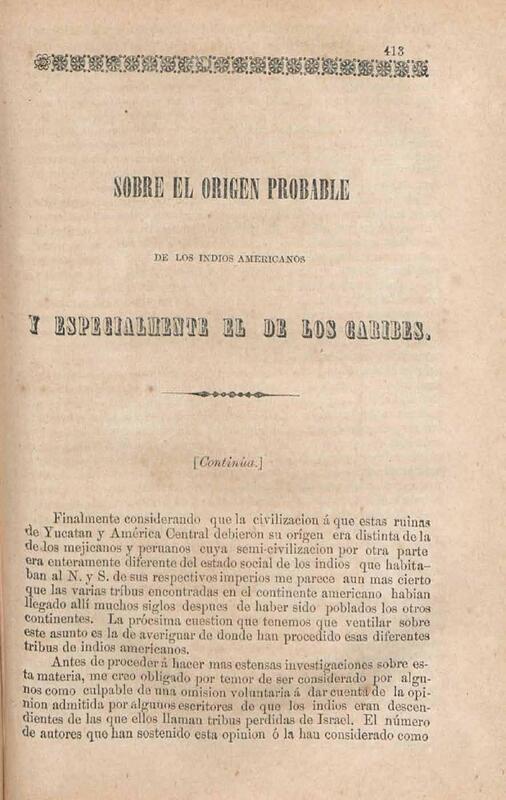 413
SOBRE EL ORIGEN PROBABLE
DE LOS INDIOS AMERICANOS
Y ESPECIALMENTE EL DE LOS CARIBES.
[Continúa.]
Finalmente considerando que la civilizacion á que estas ruinas
de Yucatan y América Central debieron su origen era distinta de la
de los mejicanos y peruanos cuya semi-civilizacion por otra parte
era enteramente diferente del estado social de los indios que habita-
ban al N. y S. de sus respectivos imperios me parece aun mas cierto
que las varias tríbus encontradas en el continente americano habian
llegado allí muchos siglos despues de haber sido poblados los otros
continentes. La prócsima cuestion que tenemos que ventilar sobre
este asunto es la de averiguar de donde han procedido esas diferentes
tribus de indios americanos.
Antes de proceder á hacer mas estensas investigaciones sobre es-
ta materia, me creo obligado por temor de ser considerado por algu-
nos como culpable de una omision voluntaria á dar cuenta de la opi-
nion admitida por algunos escritores de que los indios eran descen-
dientes de las que ellos llaman tribus perdidas de Israel. El número
de autores que han sostenido esta opinion ó la hau considerado como